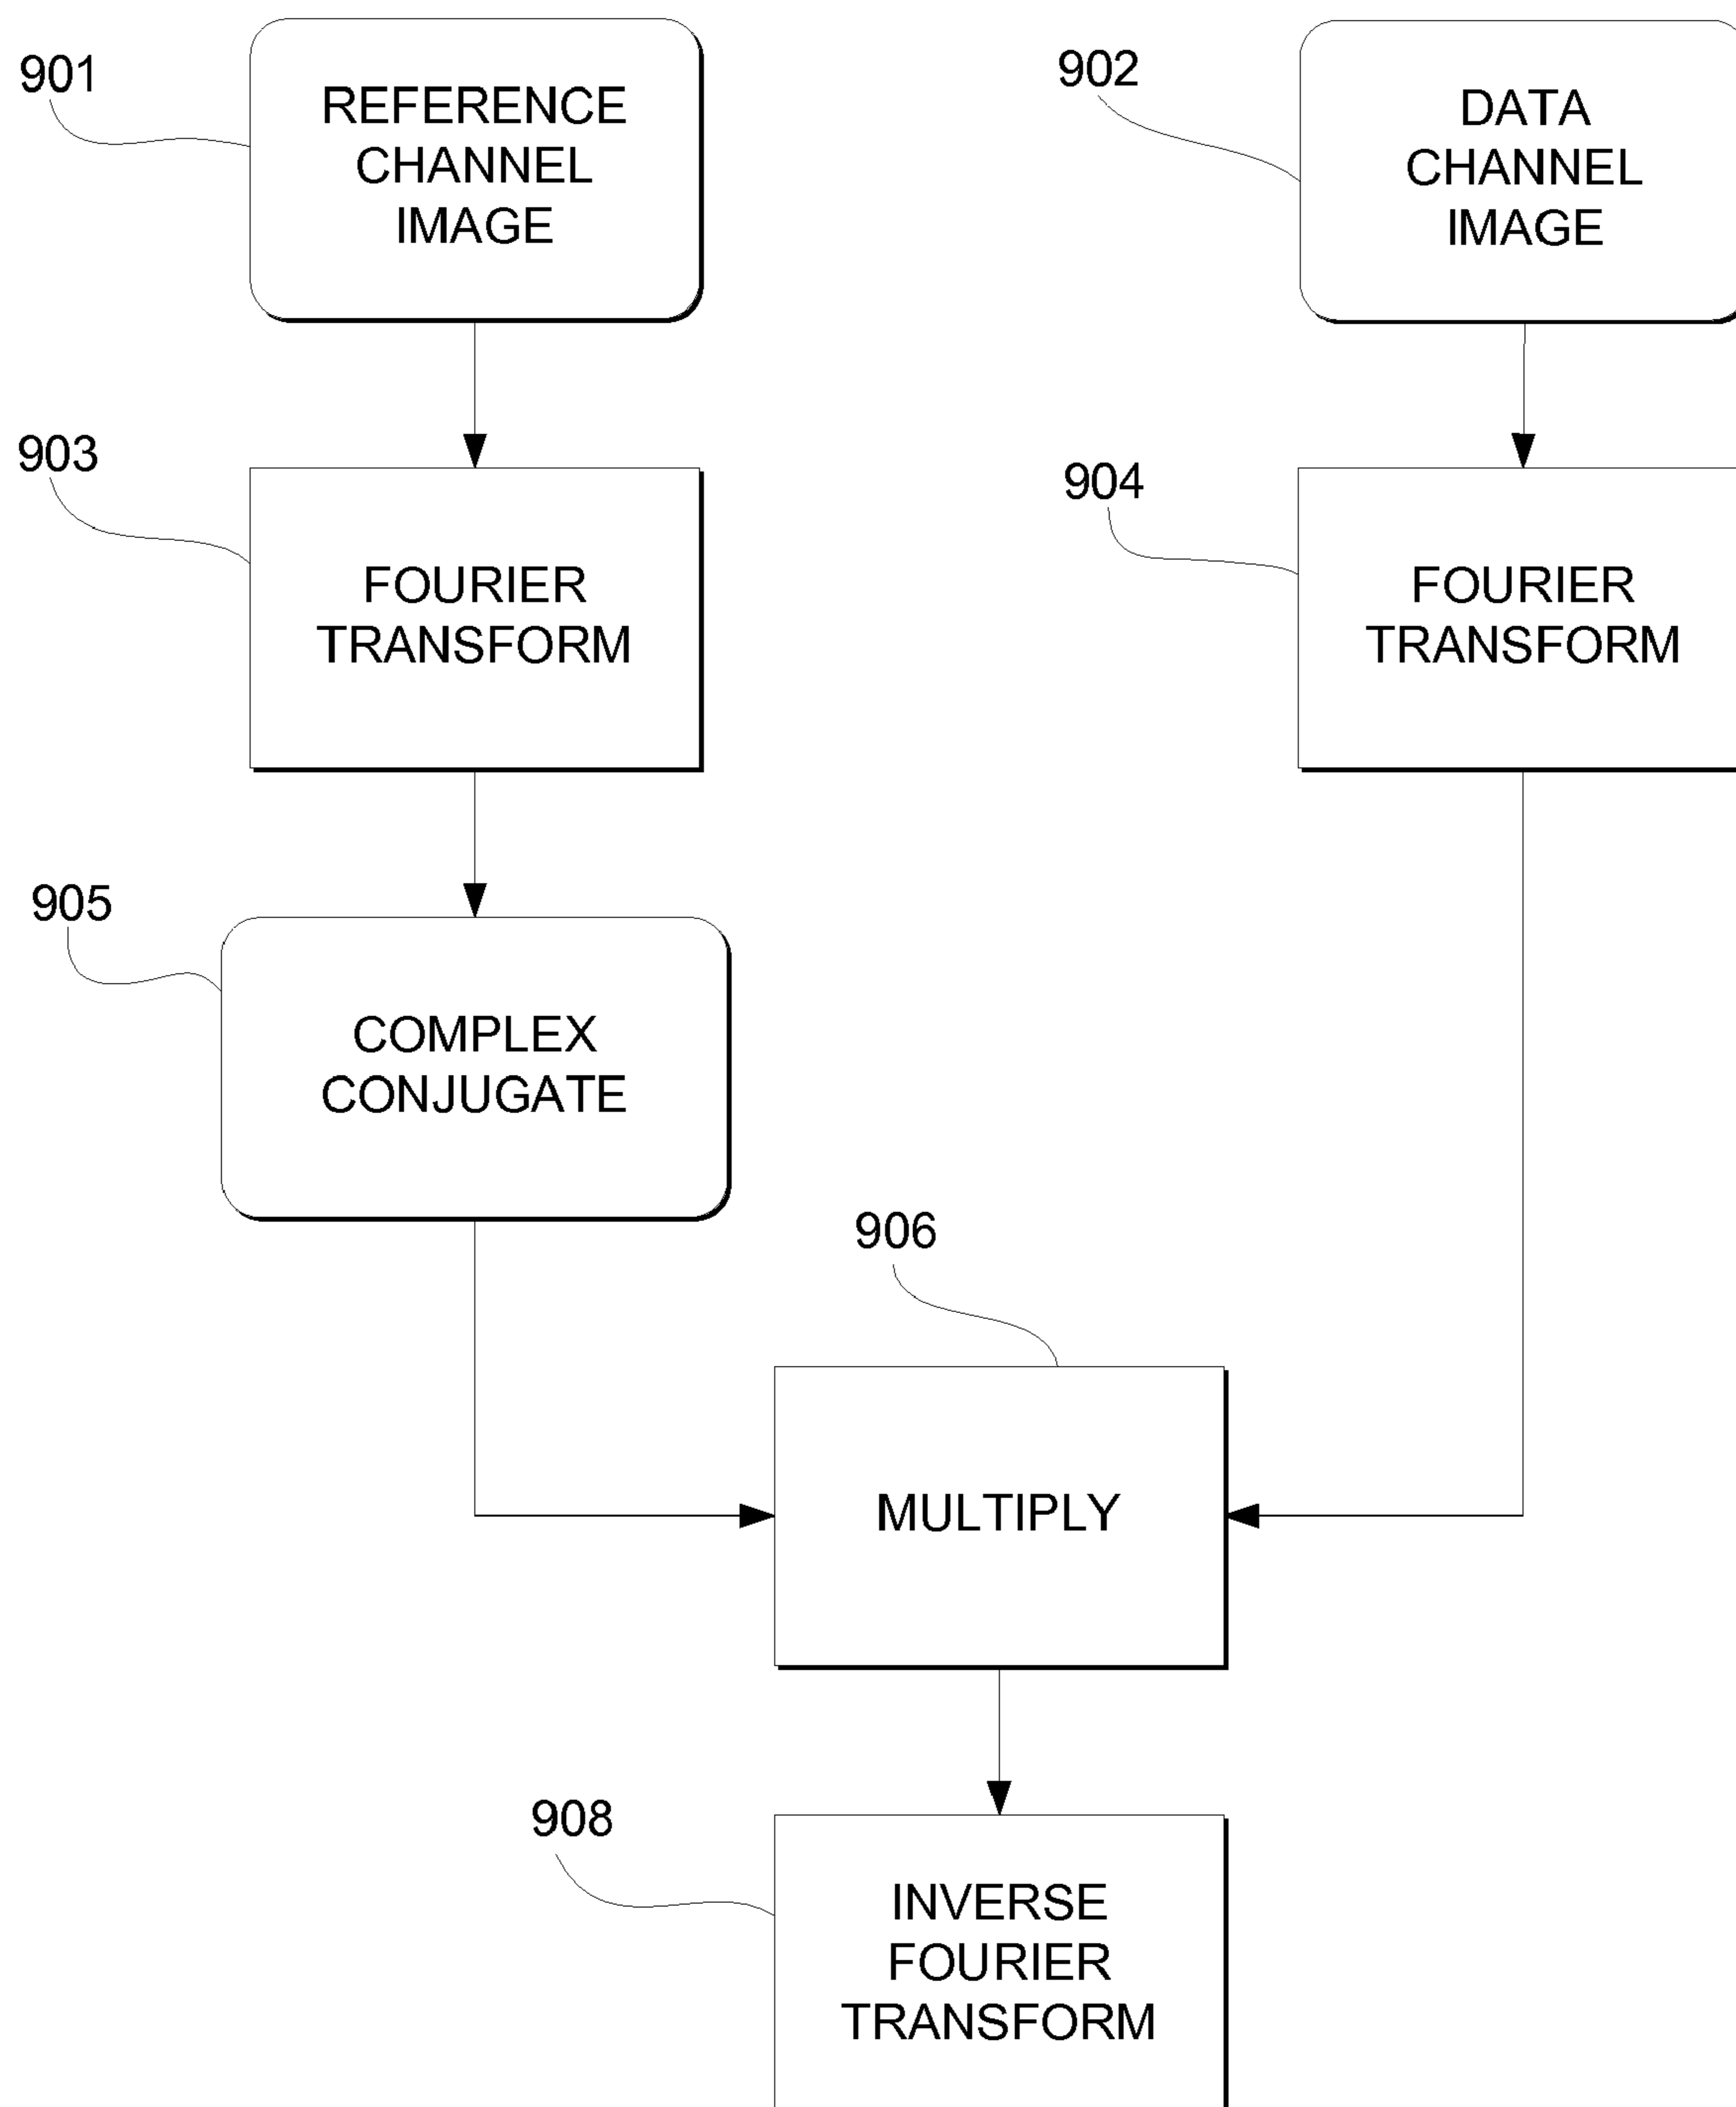 901
REFERENCE
CHANNEL
IMAGE
902
DATA
CHANNEL
IMAGE
903
FOURIER
TRANSFORM
904
FOURIER
TRANSFORM
905
COMPLEX
CONJUGATE
906
MULTIPLY
908
INVERSE
FOURIER
TRANSFORM